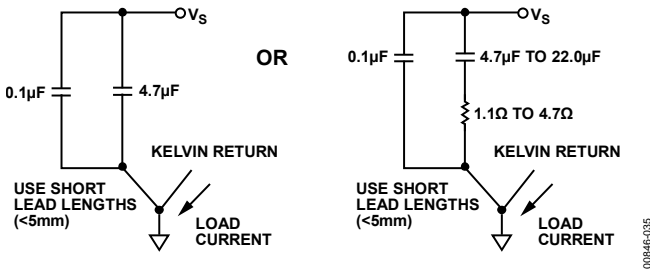 VS
0.1µF
4.7µF
KELVIN RETURN
USE SHORT
LEAD LENGTHS
(<5mm)
LOAD
CURRENT
OR
VS
0.1µF
4.7µF TO 22.0µF
1.1Ω TO 4.7Ω
KELVIN RETURN
USE SHORT
LEAD LENGTHS
(<5mm)
LOAD
CURRENT
00846-035